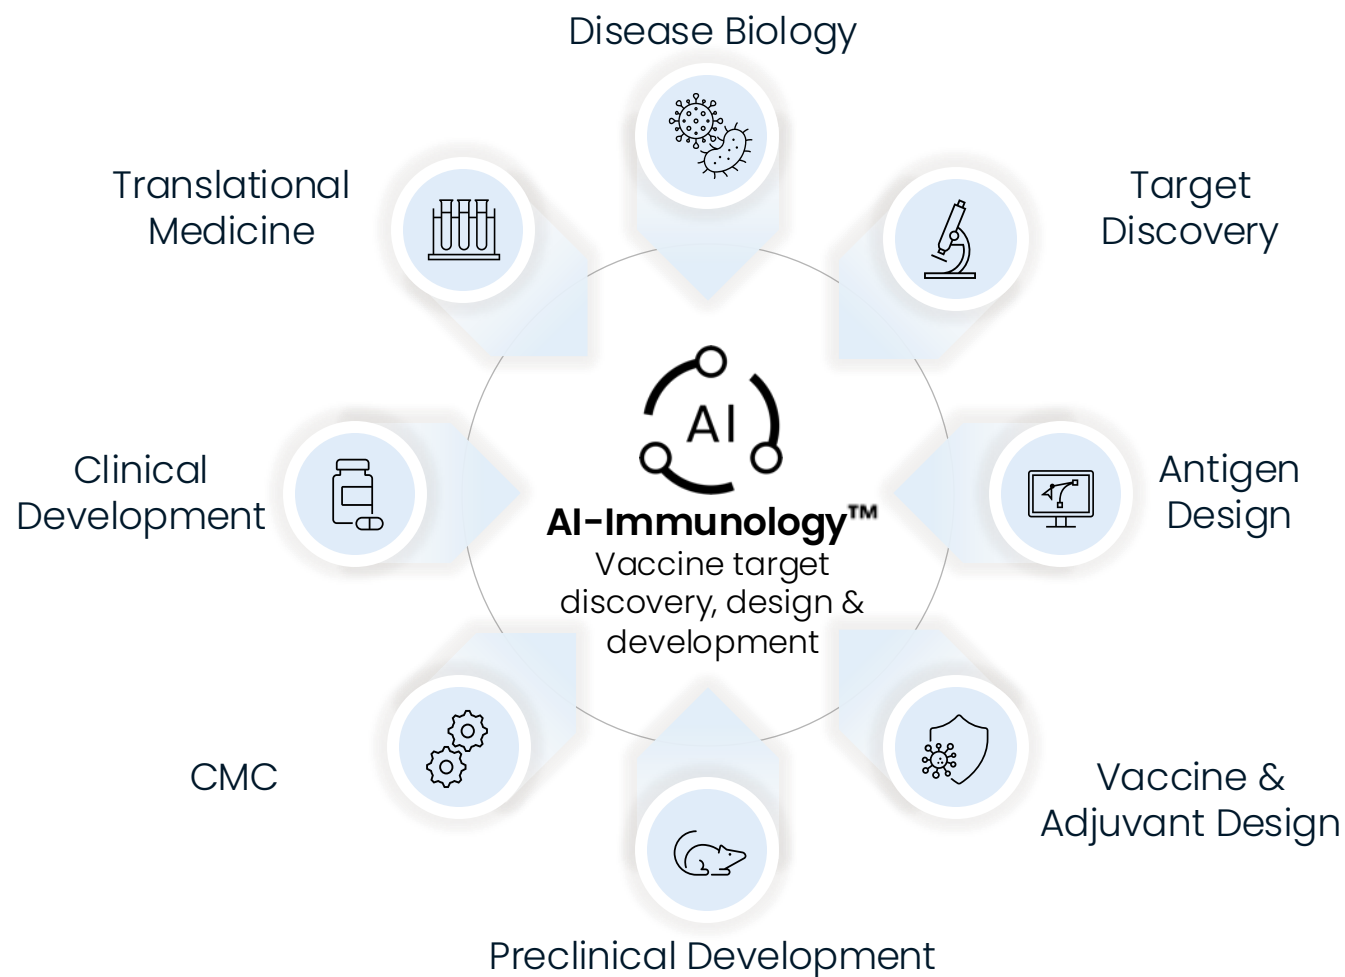 Disease Biology
Translational
Medicine
Target
Discovery
AI
Clinical
Development
Antigen
Design
AI-Immunology™
Vaccine target
discovery, design &
development
CMC
Vaccine &
Adjuvant Design
Preclinical Development